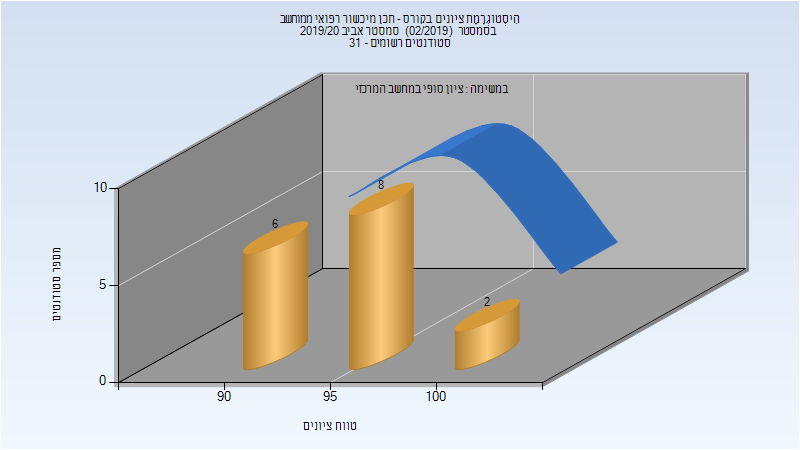 היסטוגרמת ציונים בקורס - תכן מיכשור רפואי ממוחשב
בסמסטר (02/2019) סמסטר אביב 2019/20
סטודנטים רשומים - 31
במשימה : ציון סופי במחשב המרכזי
10
5
0
מספר סטודנטים
6
8
2
90
95
100
טווח ציונים